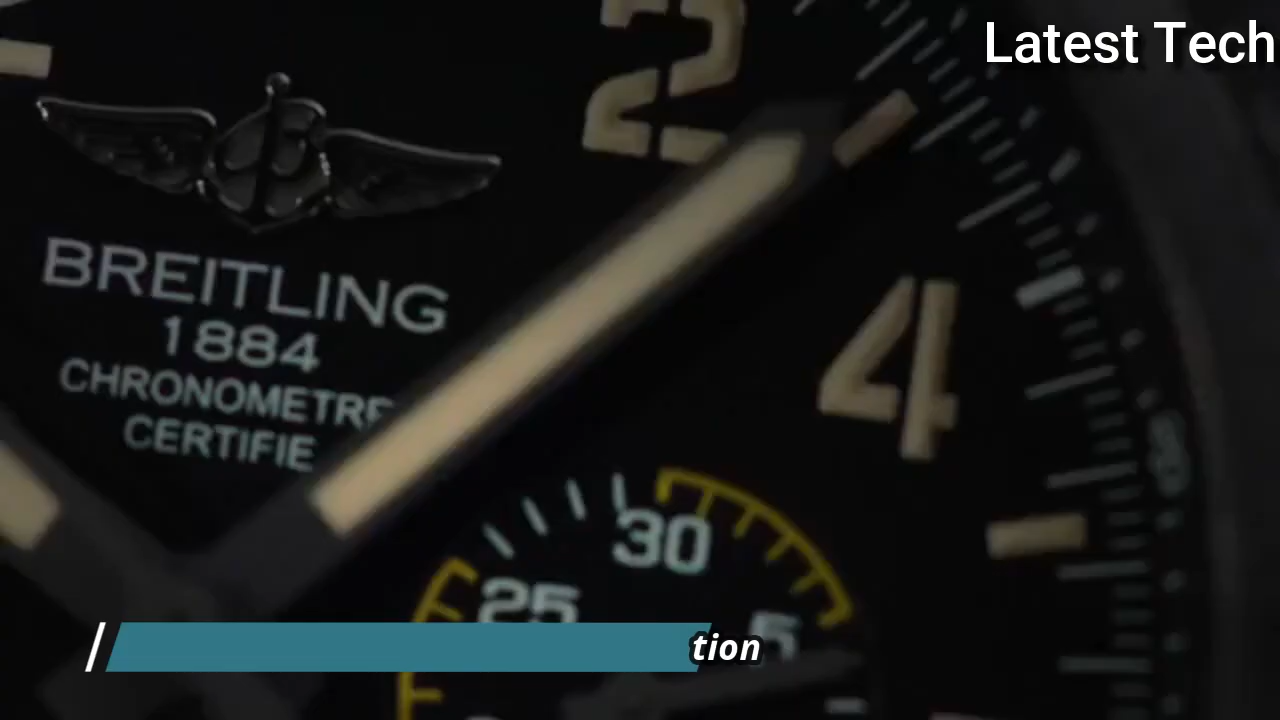 Latest Tech
2
BREITLING
1884
CHRONOMETRE
CERTIFIE
4
30
25
5
tion